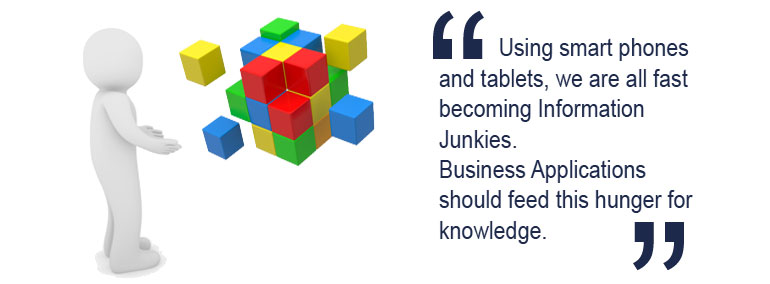 “ Using smart phones
and tablets, we are all fast
becoming Information
Junkies.
Business Applications
should feed this hunger for
knowledge. ”